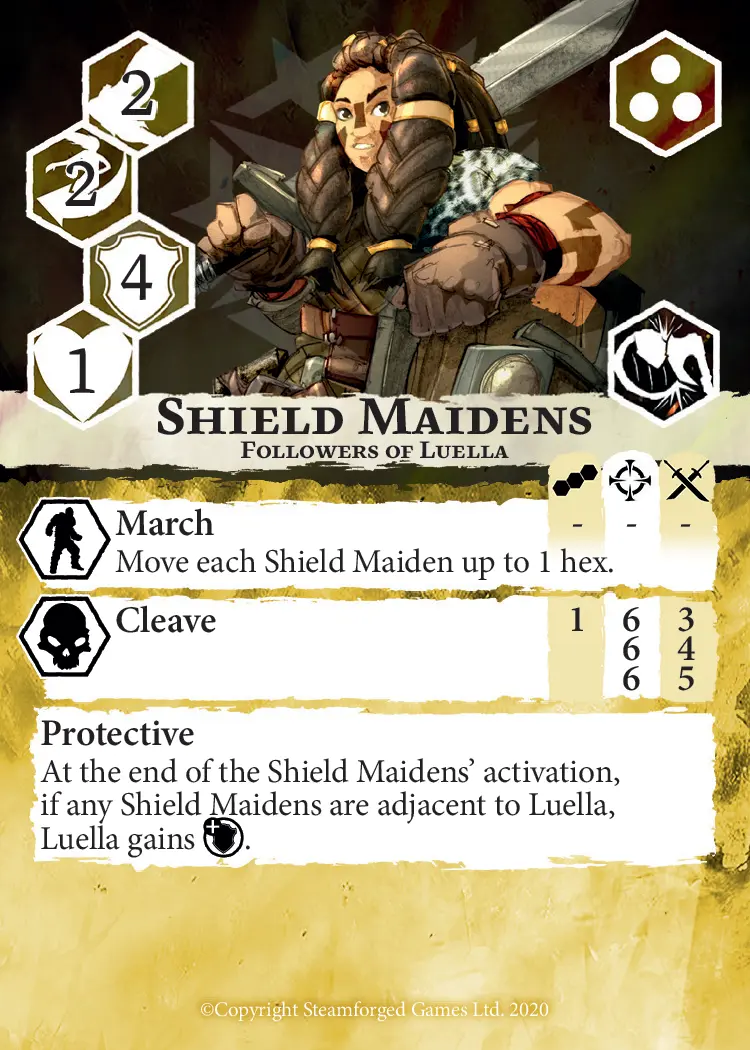 2
2
4
1
Shield Maidens
Followers of Luella
March - - -
Move each Shield Maiden up to 1 hex.
Cleave 1 6 3
6 4
6 5
Protective
At the end of the Shield Maidens’ activation,
if any Shield Maidens are adjacent to Luella,
Luella gains .
©Copyright Steamforged Games Ltd. 2020